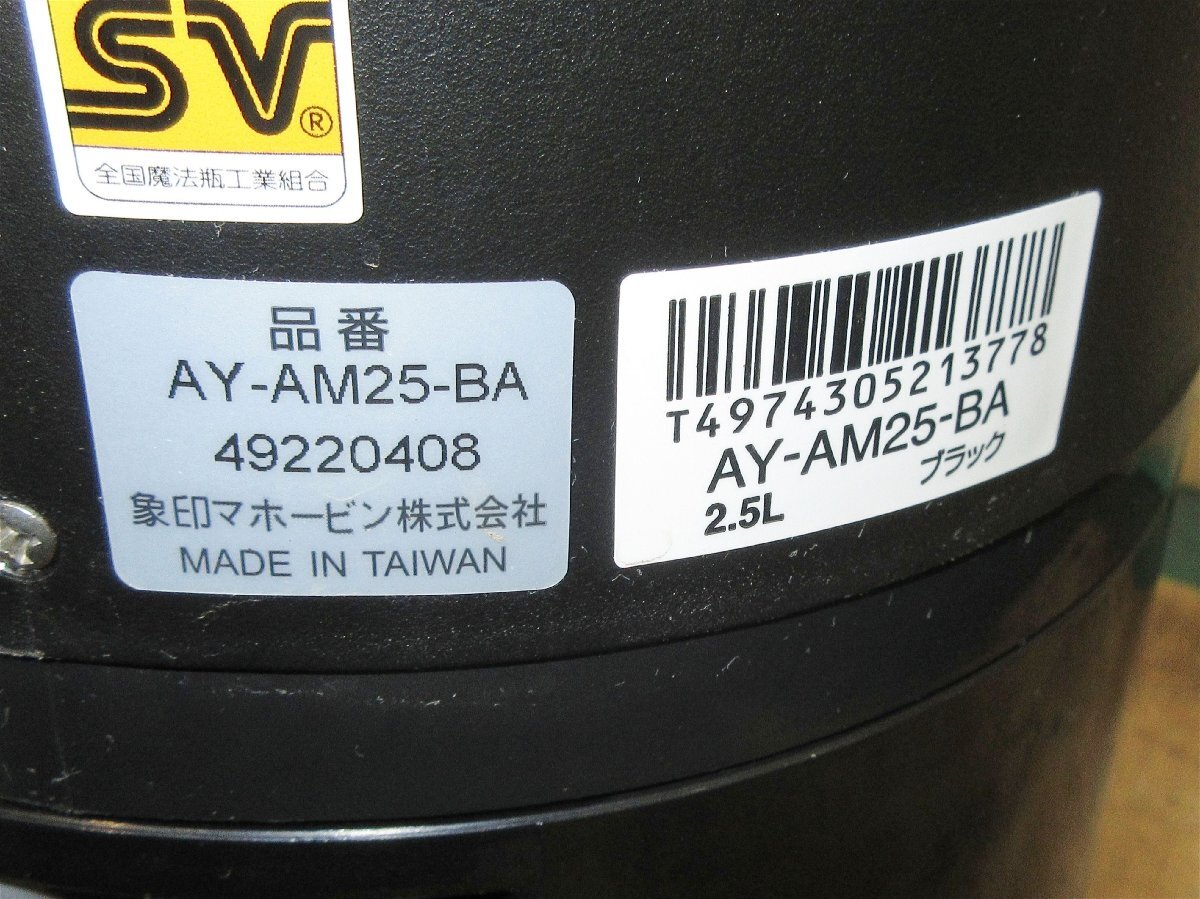 SV®
全国魔法瓶工業組合
品番
AY-AM25-BA
49220408
象印マホービン株式会社
MADE IN TAIWAN
T4974305213778
AY-AM25-BA
ブラック
2.5L